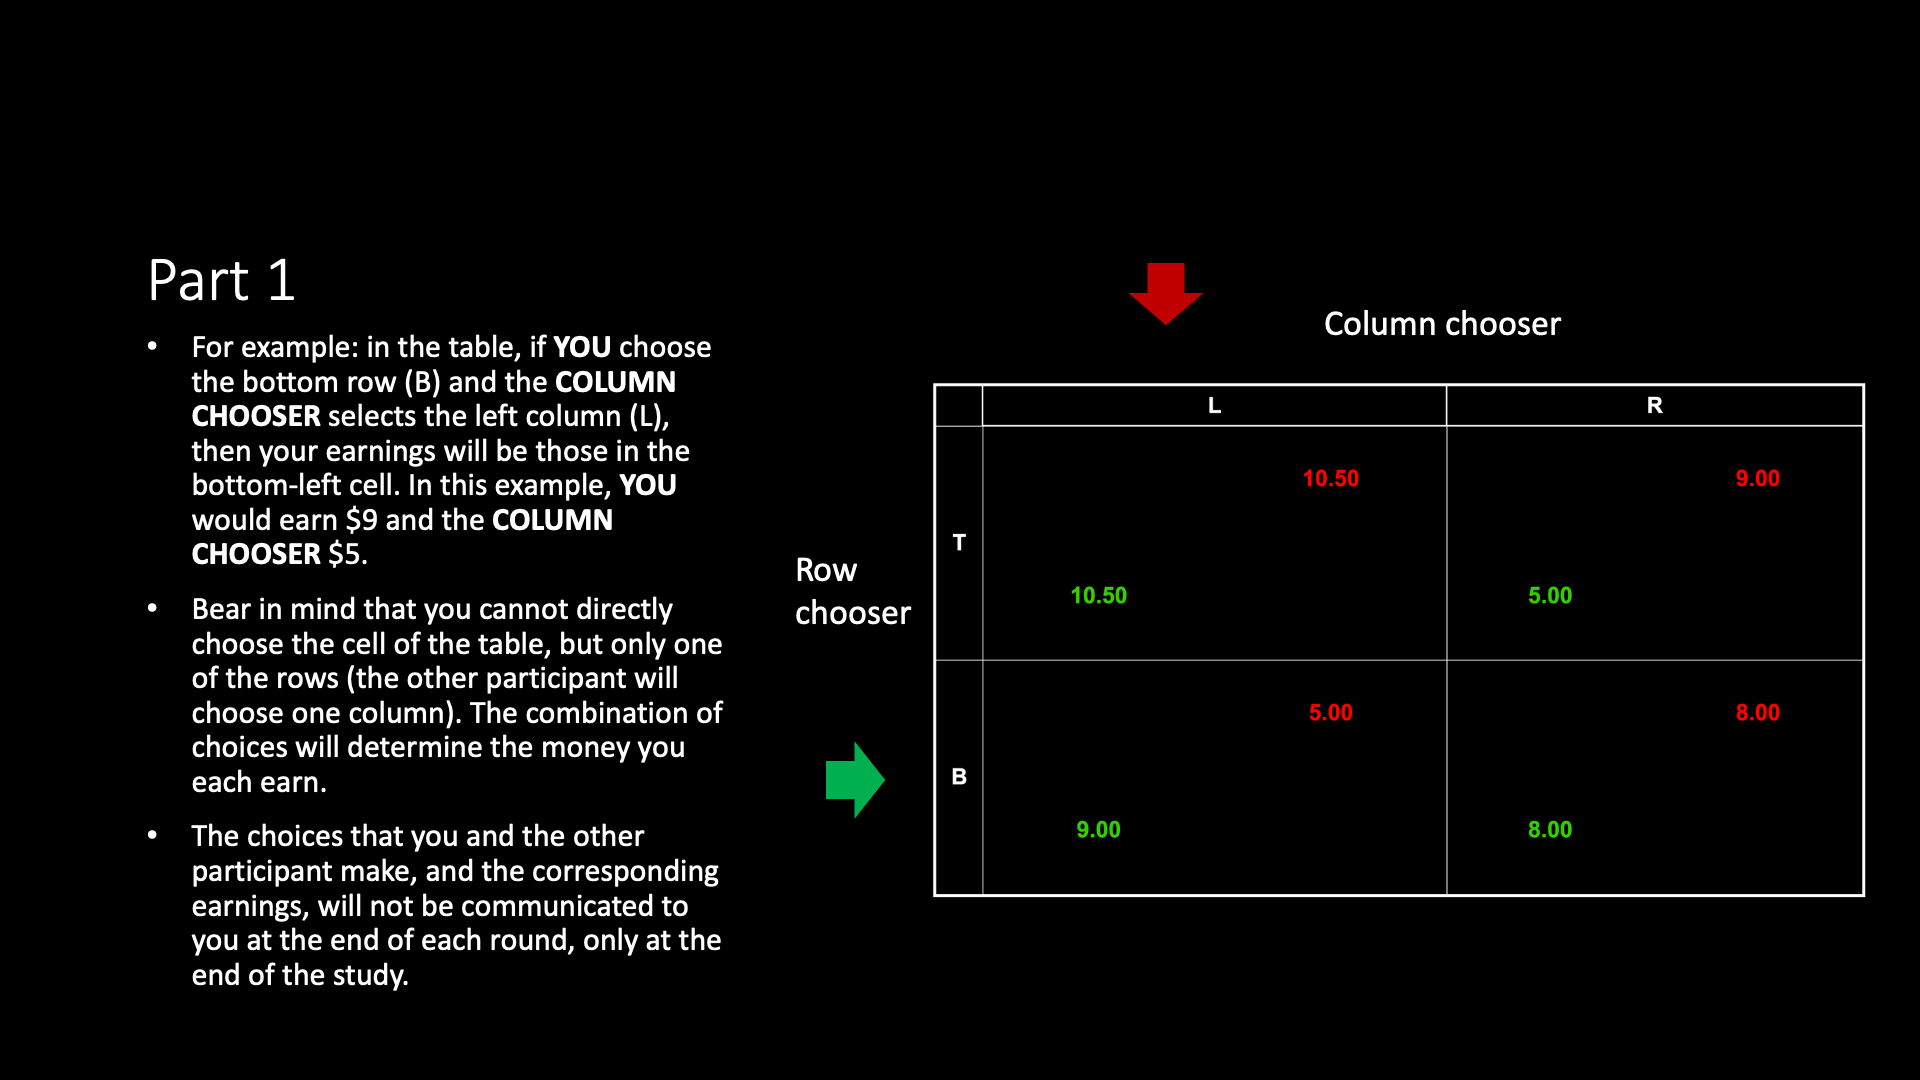 Part 1
• For example: in the table, if YOU choose
the bottom row (B) and the COLUMN
CHOOSER selects the left column (L),
then your earnings will be those in the
bottom-left cell. In this example, YOU
would earn $9 and the COLUMN
CHOOSER $5.
• Bear in mind that you cannot directly
choose the cell of the table, but only one
of the rows (the other participant will
choose one column). The combination of
choices will determine the money you
each earn.
• The choices that you and the other
participant make, and the corresponding
earnings, will not be communicated to
you at the end of each round, only at the
end of the study.
Column chooser
Row
chooser
L R
10.50 9.00
T
10.50 5.00
5.00 8.00
B
9.00 8.00